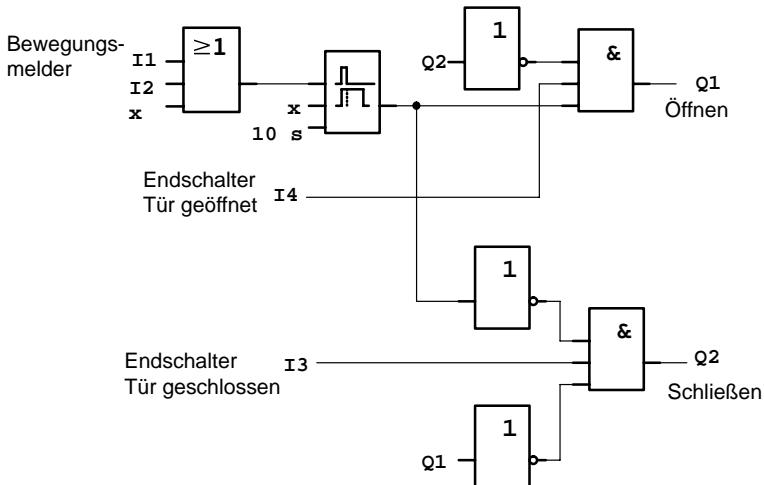 Bewegungs-
melder
I1
I2
x
≥1
x
10 s
Q2
1
&
Q1
Öffnen
Endschalter
Tür geöffnet
I4
1
Endschalter
Tür geschlossen
I3
&
Q2
Schließen
Q1
1